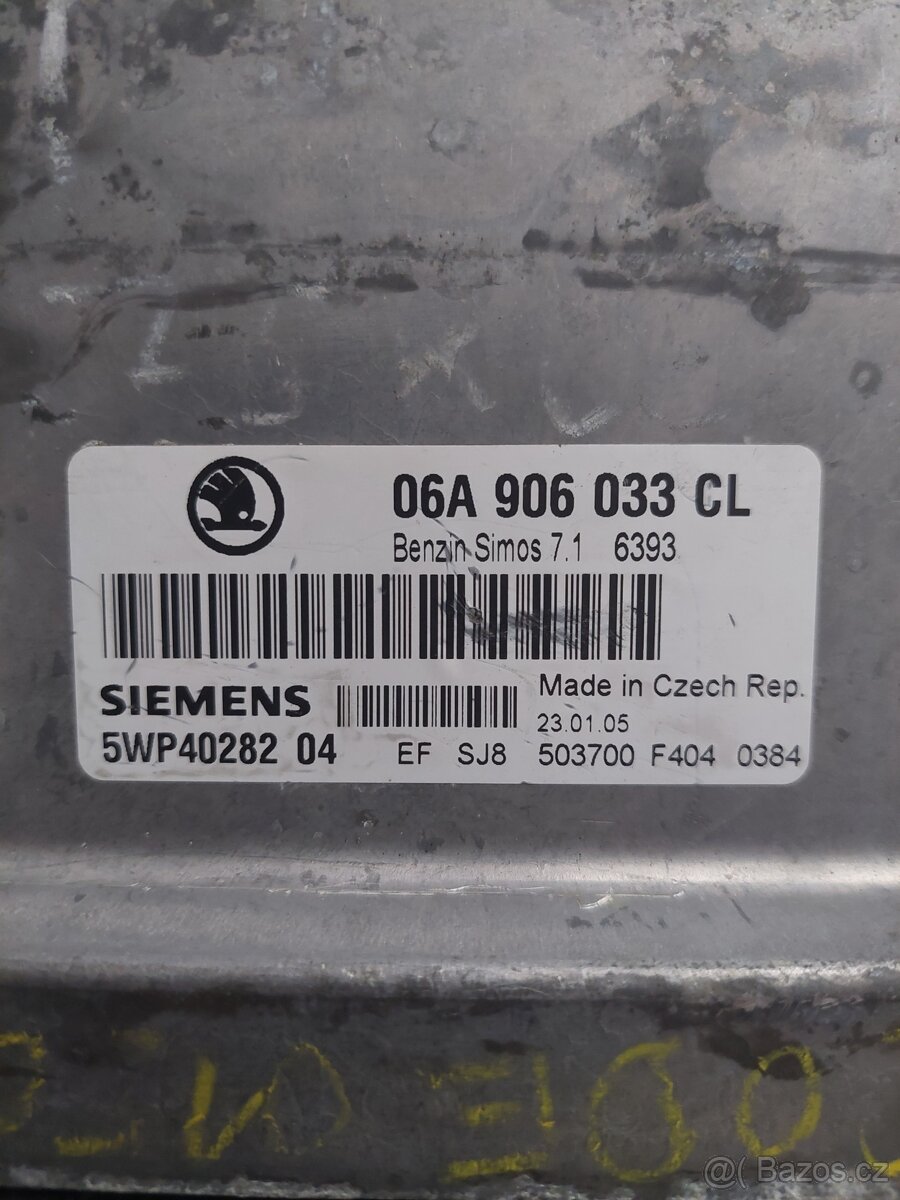 06A 906 033 CL
Benzin Simos 7.1 6393
SIEMENS
Made in Czech Rep.
23.01.05
5WP40282 04 EF SJ8 503700 F404 0384
@( Bazos.cz